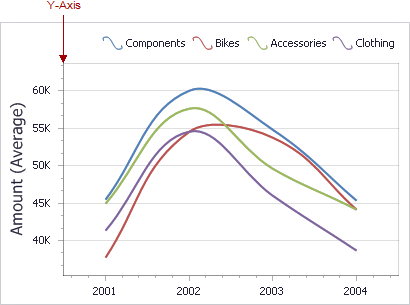 Y-Axis
Components Bikes Accessories Clothing
60K
55K
50K
45K
40K
Amount (Average)
2001 2002 2003 2004